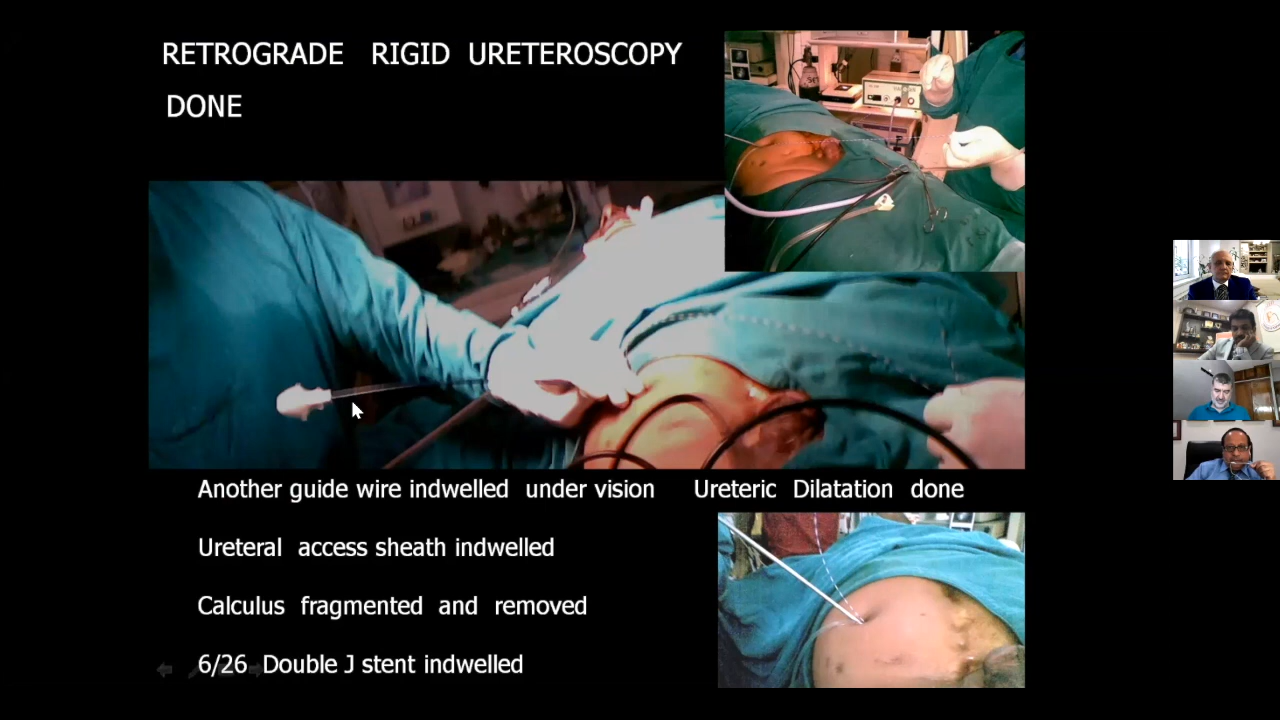 RETROGRADE RIGID URETEROSCOPY
DONE
Another guide wire indwelled under vision Ureteric Dilatation done
Ureteral access sheath indwelled
Calculus fragmented and removed
6/26 Double J stent indwelled